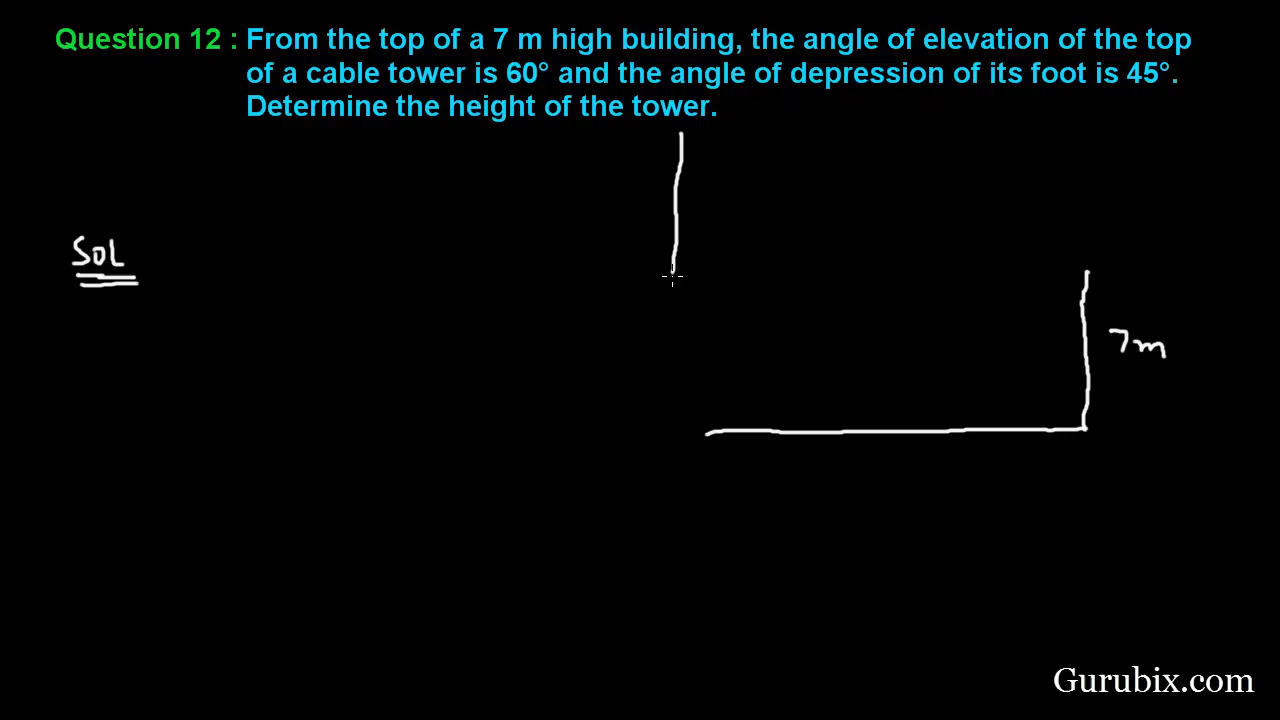 Question 12 : From the top of a 7 m high building, the angle of elevation of the top
of a cable tower is 60° and the angle of depression of its foot is 45°.
Determine the height of the tower.
SOL
7m
Gurubix.com